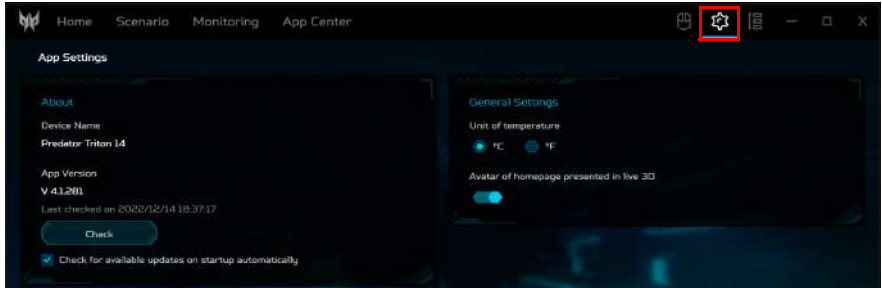 Home Scenario Monitoring App Center
App Settings
About
Device Name
Predator Triton 14
App Version
V 4.1.281
Last checked on 2022/12/14 18:37:17
Check
Check for available updates on startup automatically
General Settings
Unit of temperature
°C °F
Avatar of homepage presented in live 3D